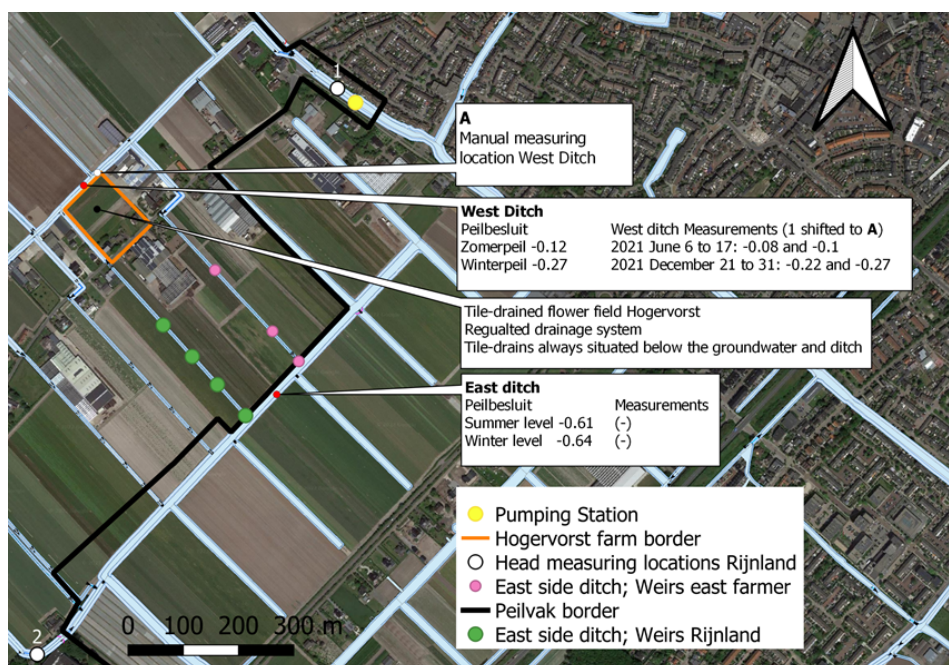 1
A
Manual measuring
location West Ditch
West Ditch
Peilbesluit West ditch Measurements (1 shifted to A)
Zomerpeil -0.12 2021 June 6 to 17: -0.08 and -0.1
Winterpeil -0.27 2021 December 21 to 31: -0.22 and -0.27
Tile-drained flower field Hogervorst
Regualted drainage system
Tile-drains always situated below the groundwater and ditch
East ditch
Peilbesluit Measurements
Summer level -0.61 (-)
Winter level -0.64 (-)
Pumping Station
Hogervorst farm border
Head measuring locations Rijnland
East side ditch; Weirs east farmer
Peilvak border
East side ditch; Weirs Rijnland
0 100 200 300 m
2